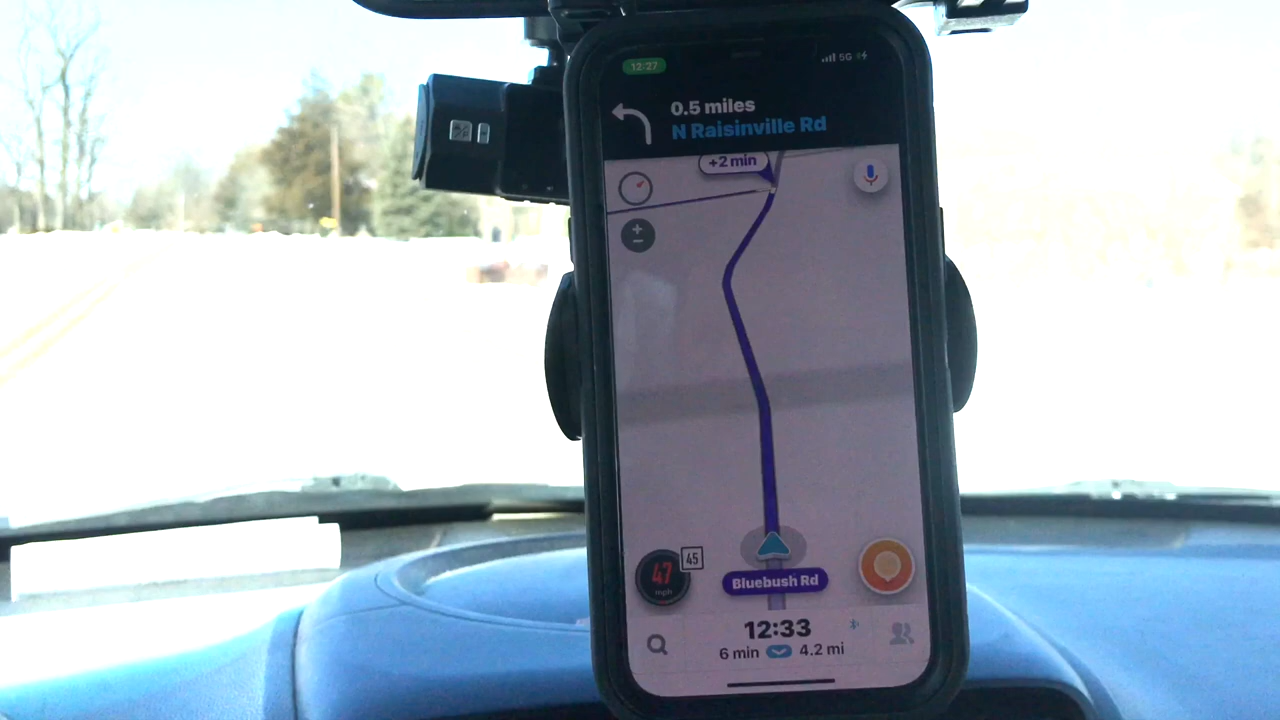 12:27
5G
0.5 miles
N Raisinville Rd
+2 min
45
47
mph
Bluebush Rd
12:33
6 min
4.2 mi